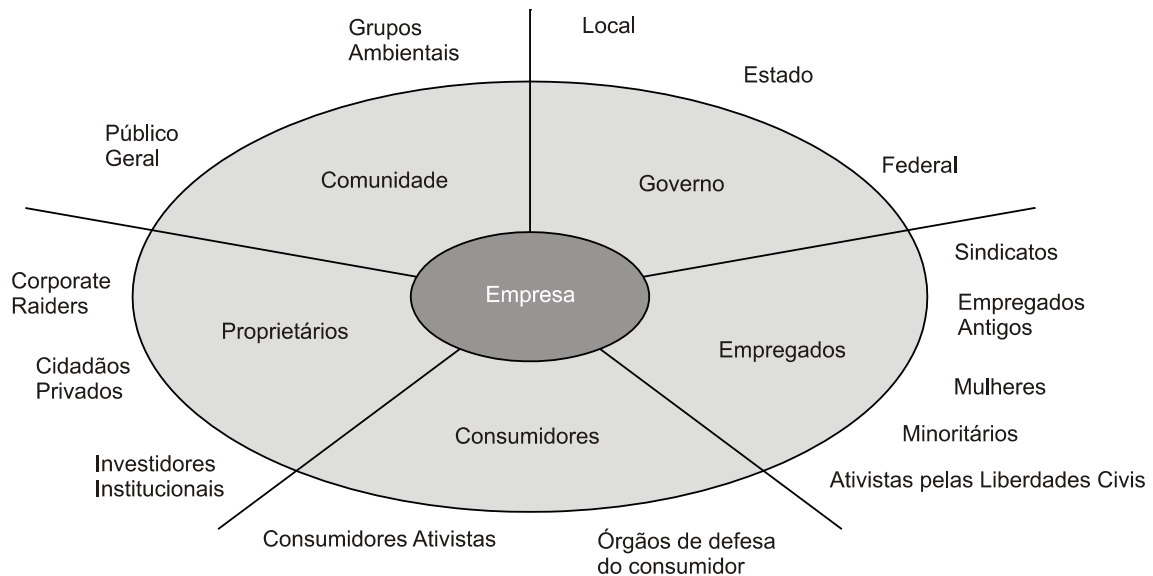 Grupos
Ambientais
Local
Estado
Público
Geral
Comunidade
Governo
Federal
Corporate
Raiders
Empresa
Sindicatos
Proprietários
Empregados
Empregados
Antigos
Cidadãos
Privados
Mulheres
Consumidores
Minoritários
Investidores
Institucionais
Ativistas pelas Liberdades Civis
Consumidores Ativistas
Órgãos de defesa
do consumidor